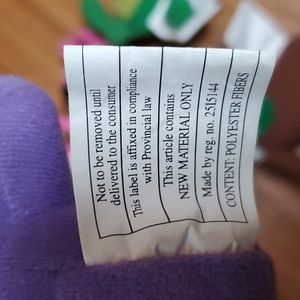 Not to be removed until
delivered to the consumer
This label is affixed in compliance
with Provincial law
This article contains
NEW MATERIAL ONLY
Made by reg. no. 2515144
CONTENT: POLYESTER FIBERS